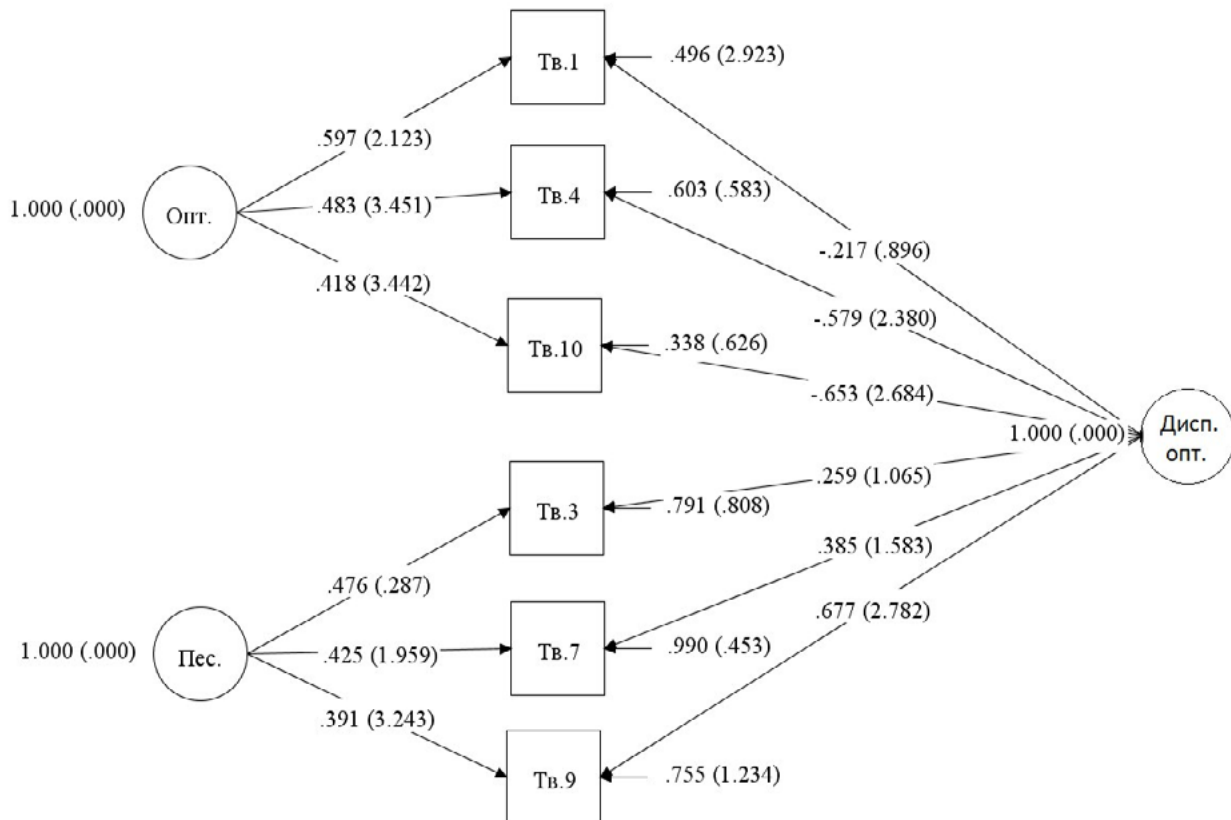 Тв.1
.496 (2.923)
.597 (2.123)
Тв.4
.603 (.583)
1.000 (.000)
Опт.
.483 (3.451)
-.217 (.896)
.418 (3.442)
-.579 (2.380)
Тв.10
.338 (.626)
-.653 (2.684)
1.000 (.000)
Дисп.
опт.
.259 (1.065)
Тв.3
.791 (.808)
.385 (1.583)
.476 (.287)
.677 (2.782)
1.000 (.000)
Пес.
.425 (1.959)
Тв.7
.990 (.453)
.391 (3.243)
Тв.9
.755 (1.234)